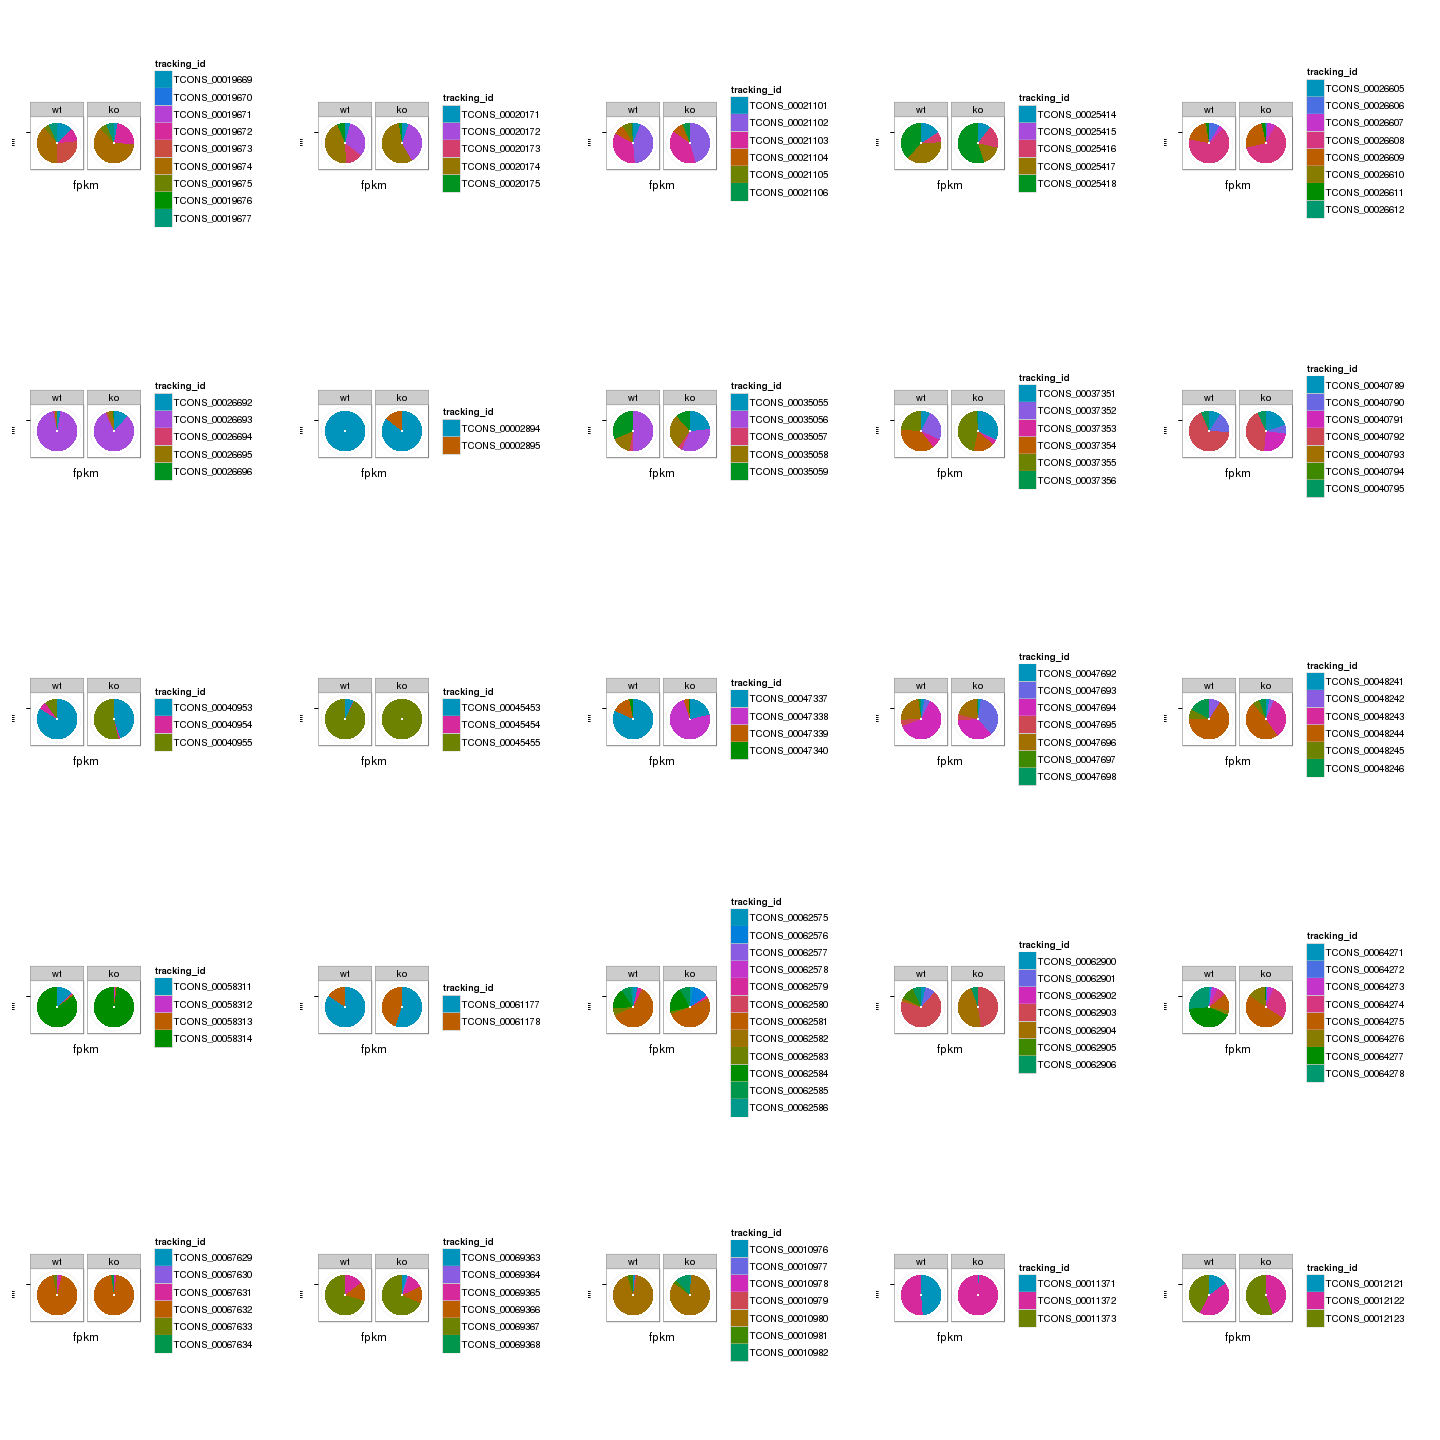 tracking_id
TCONS_00019669
TCONS_00019670
TCONS_00019671
TCONS_00019672
TCONS_00019673
TCONS_00019674
TCONS_00019675
TCONS_00019676
TCONS_00019677
wt ko
fpkm
tracking_id
TCONS_00020171
TCONS_00020172
TCONS_00020173
TCONS_00020174
TCONS_00020175
wt ko
fpkm
tracking_id
TCONS_00021101
TCONS_00021102
TCONS_00021103
TCONS_00021104
TCONS_00021105
TCONS_00021106
wt ko
fpkm
tracking_id
TCONS_00025414
TCONS_00025415
TCONS_00025416
TCONS_00025417
TCONS_00025418
wt ko
fpkm
tracking_id
TCONS_00026605
TCONS_00026606
TCONS_00026607
TCONS_00026608
TCONS_00026609
TCONS_00026610
TCONS_00026611
TCONS_00026612
wt ko
fpkm
tracking_id
TCONS_00026692
TCONS_00026693
TCONS_00026694
TCONS_00026695
TCONS_00026696
wt ko
fpkm
tracking_id
TCONS_00002894
TCONS_00002895
wt ko
fpkm
tracking_id
TCONS_00035055
TCONS_00035056
TCONS_00035057
TCONS_00035058
TCONS_00035059
wt ko
fpkm
tracking_id
TCONS_00037351
TCONS_00037352
TCONS_00037353
TCONS_00037354
TCONS_00037355
TCONS_00037356
wt ko
fpkm
tracking_id
TCONS_00040789
TCONS_00040790
TCONS_00040791
TCONS_00040792
TCONS_00040793
TCONS_00040794
TCONS_00040795
wt ko
fpkm
tracking_id
TCONS_00040953
TCONS_00040954
TCONS_00040955
wt ko
fpkm
tracking_id
TCONS_00045453
TCONS_00045454
TCONS_00045455
wt ko
fpkm
tracking_id
TCONS_00047337
TCONS_00047338
TCONS_00047339
TCONS_00047340
wt ko
fpkm
tracking_id
TCONS_00047692
TCONS_00047693
TCONS_00047694
TCONS_00047695
TCONS_00047696
TCONS_00047697
TCONS_00047698
wt ko
fpkm
tracking_id
TCONS_00048241
TCONS_00048242
TCONS_00048243
TCONS_00048244
TCONS_00048245
TCONS_00048246
wt ko
fpkm
tracking_id
TCONS_00058311
TCONS_00058312
TCONS_00058313
TCONS_00058314
wt ko
fpkm
tracking_id
TCONS_00061177
TCONS_00061178
wt ko
fpkm
tracking_id
TCONS_00062575
TCONS_00062576
TCONS_00062577
TCONS_00062578
TCONS_00062579
TCONS_00062580
TCONS_00062581
TCONS_00062582
TCONS_00062583
TCONS_00062584
TCONS_00062585
TCONS_00062586
wt ko
fpkm
tracking_id
TCONS_00062900
TCONS_00062901
TCONS_00062902
TCONS_00062903
TCONS_00062904
TCONS_00062905
TCONS_00062906
wt ko
fpkm
tracking_id
TCONS_00064271
TCONS_00064272
TCONS_00064273
TCONS_00064274
TCONS_00064275
TCONS_00064276
TCONS_00064277
TCONS_00064278
wt ko
fpkm
tracking_id
TCONS_00067629
TCONS_00067630
TCONS_00067631
TCONS_00067632
TCONS_00067633
TCONS_00067634
wt ko
fpkm
tracking_id
TCONS_00069363
TCONS_00069364
TCONS_00069365
TCONS_00069366
TCONS_00069367
TCONS_00069368
wt ko
fpkm
tracking_id
TCONS_00010976
TCONS_00010977
TCONS_00010978
TCONS_00010979
TCONS_00010980
TCONS_00010981
TCONS_00010982
wt ko
fpkm
tracking_id
TCONS_00011371
TCONS_00011372
TCONS_00011373
wt ko
fpkm
tracking_id
TCONS_00012121
TCONS_00012122
TCONS_00012123
wt ko
fpkm